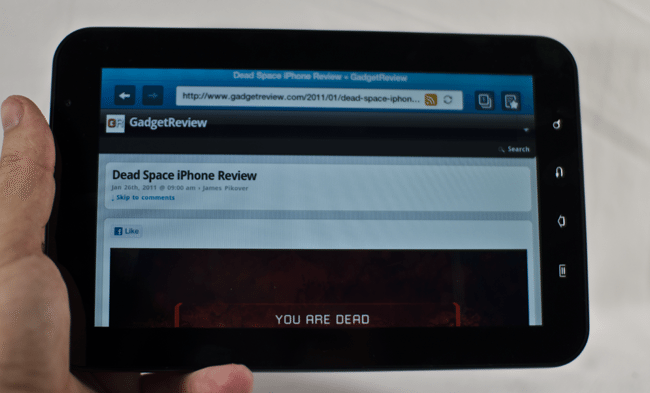 Dead Space iPhone Review « GadgetReview
http://www.gadgetreview.com/2011/01/dead-space-iphon...
1
GR
GadgetReview
Search
Dead Space iPhone Review
Jan 26th, 2011 @ 09:00 am • James Pikover
↓ Skip to comments
f Like
YOU ARE DEAD